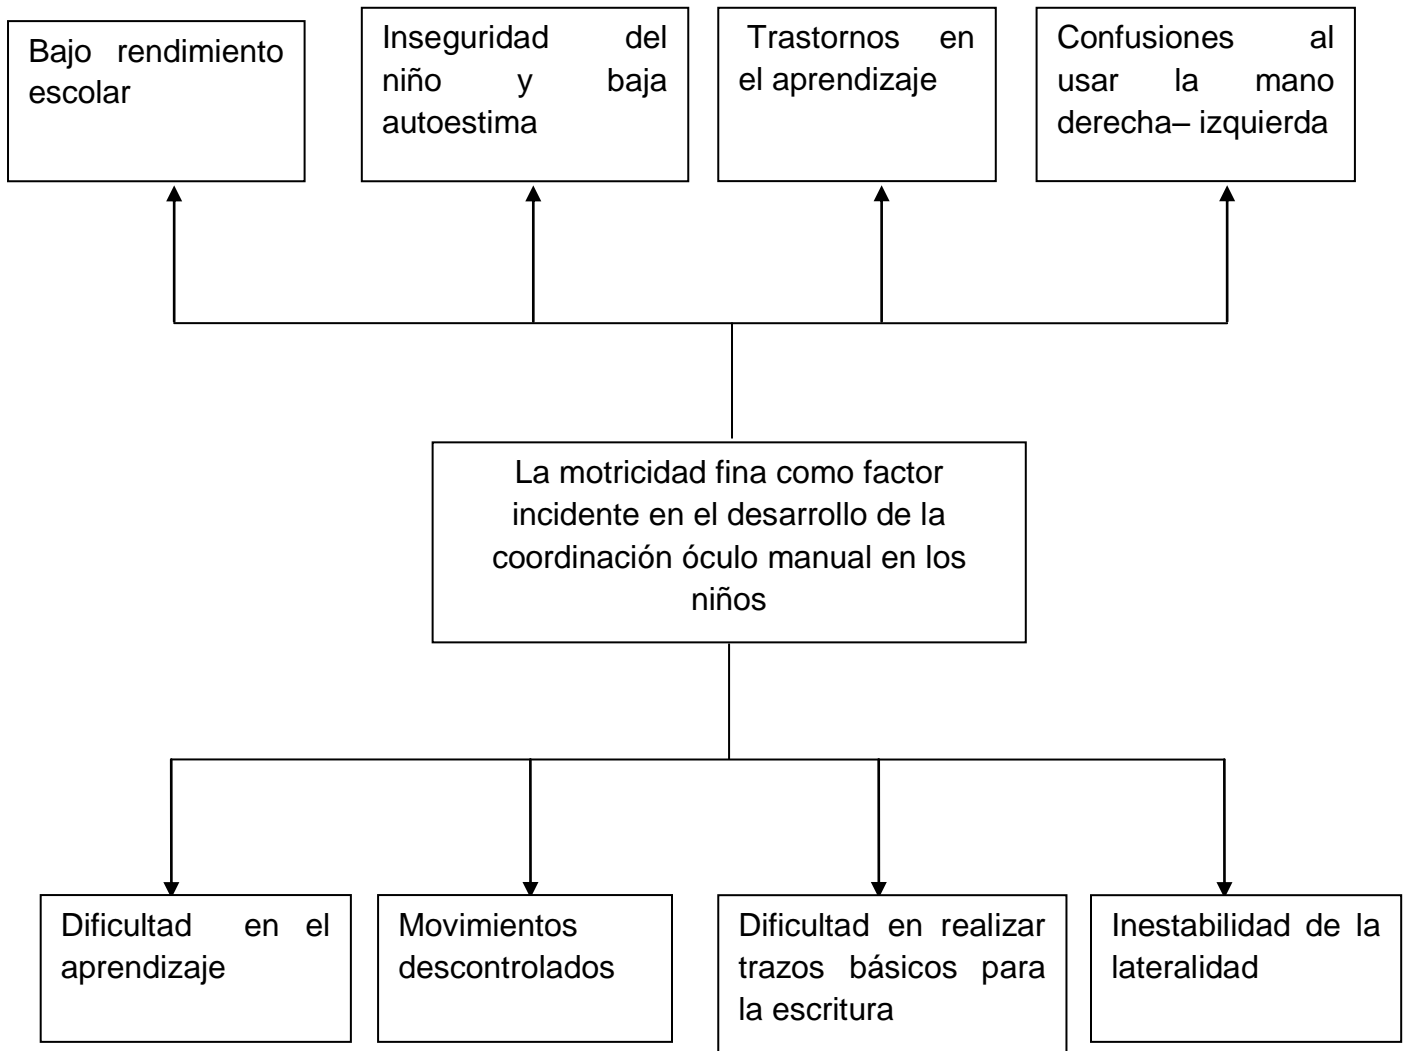 Bajo rendimiento
escolar
Inseguridad del
niño y baja
autoestima
Trastornos en
el aprendizaje
Confusiones al
usar la mano
derecha– izquierda
La motricidad fina como factor
incidente en el desarrollo de la
coordinación óculo manual en los
niños
Dificultad en el
aprendizaje
Movimientos
descontrolados
Dificultad en realizar
trazos básicos para
la escritura
Inestabilidad de la
lateralidad